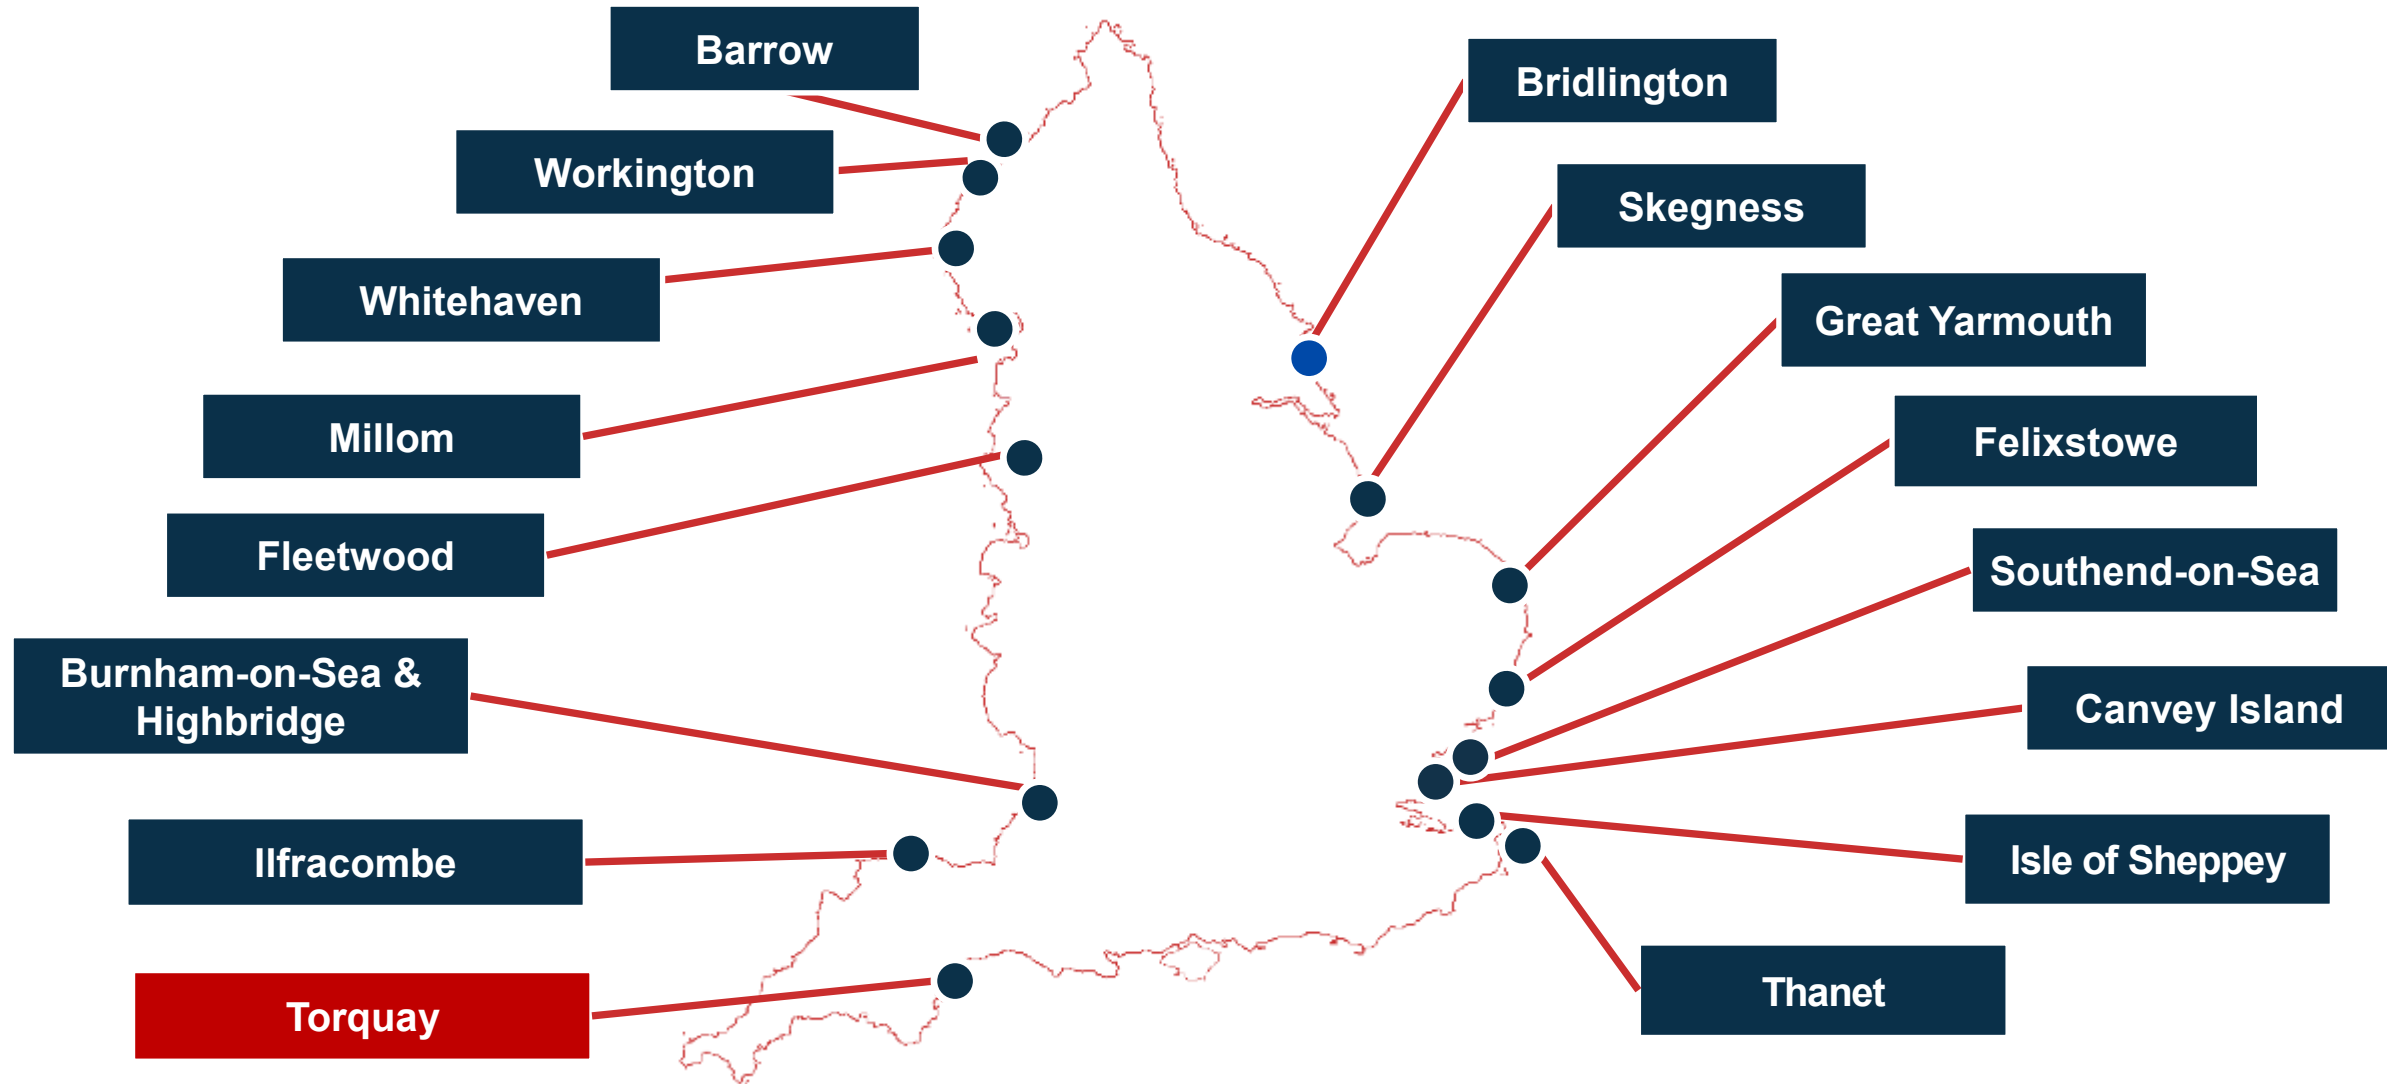 Barrow
Workington
Whitehaven
Millom
Fleetwood
Burnham-on-Sea &
Highbridge
Ilfracombe
Torquay
Bridlington
Skegness
Great Yarmouth
Felixstowe
Southend-on-Sea
Canvey Island
Isle of Sheppey
Thanet